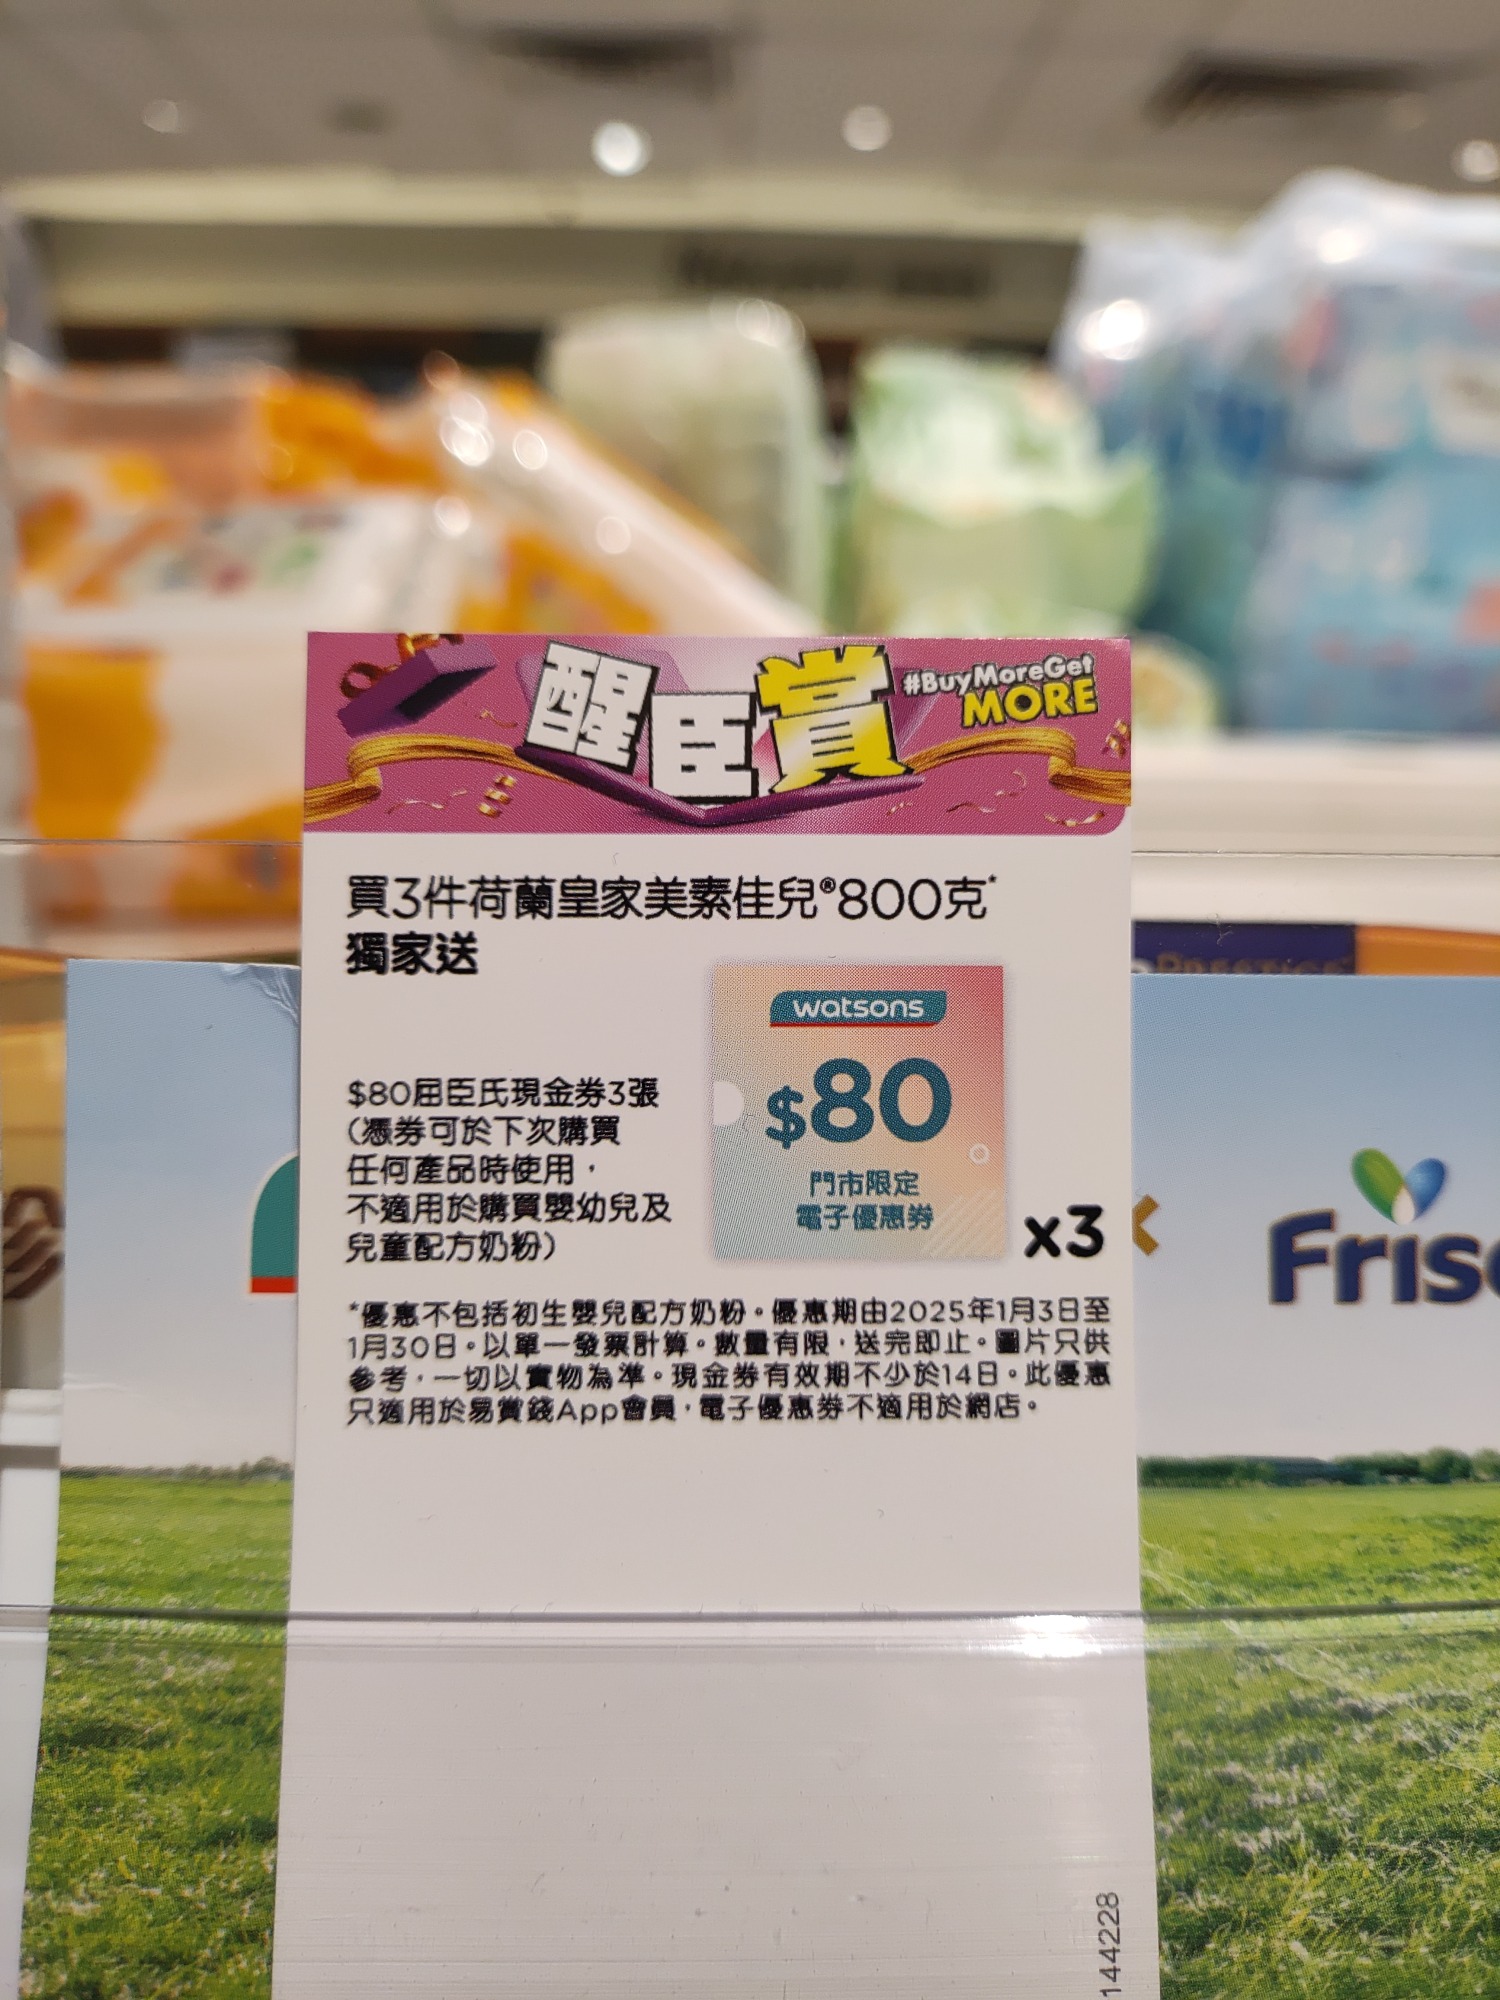 醒臣賞
#BuyMoreGet
MORE
買3件荷蘭皇家美素佳兒®800克*
獨家送
watsons
$80
門市限定
電子優惠券
x3
$80屈臣氏現金券3張
(憑券可於下次購買
任何產品時使用，
不適用於購買嬰幼兒及
兒童配方奶粉)
*優惠不包括初生嬰兒配方奶粉。優惠期由2025年1月3日至
1月30日。以單一發票計算。數量有限，送完即止。圖片只供
參考，一切以實物為準。現金券有效期不少於14日。此優惠
只適用於易賞錢App會員，電子優惠券不適用於網店。
144228
Pʀᴇsᴛɪɢᴇ
Friso